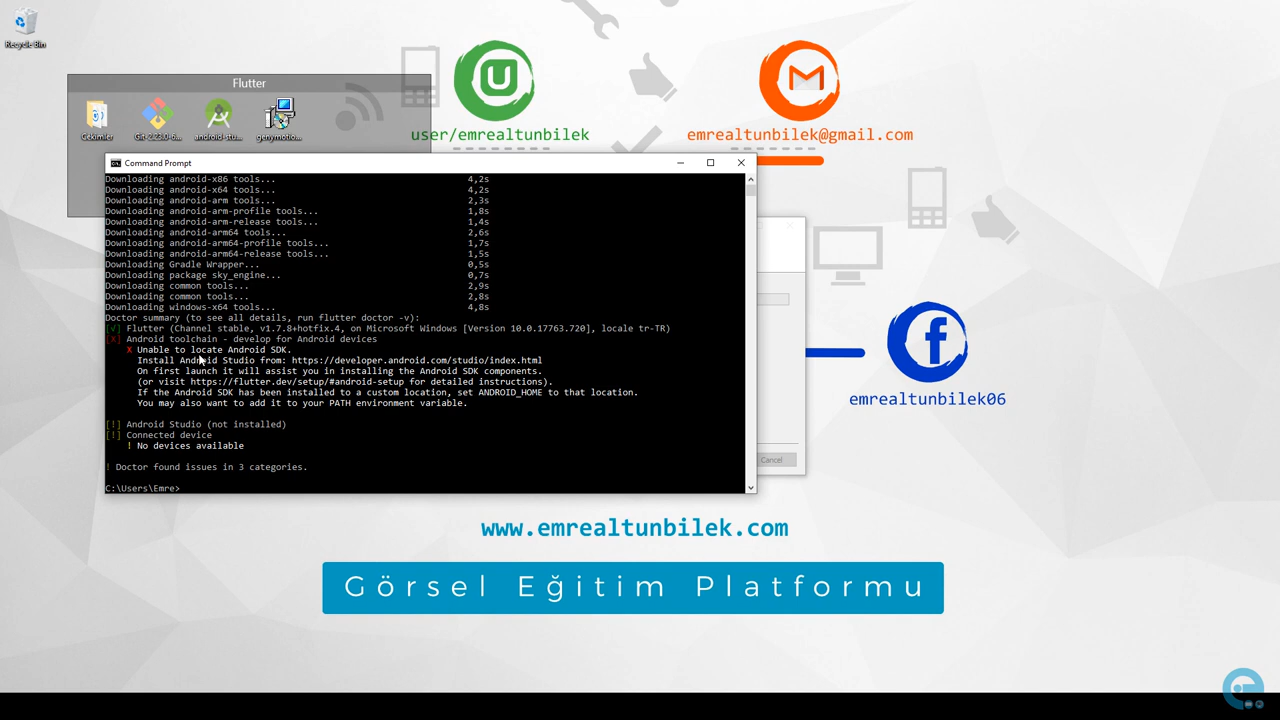 Recycle Bin
Flutter
Cekimler
Git-2.23.0-6...
android-stu...
genymotio...
user/emrealtunbilek
emrealtunbilek@gmail.com
Command Prompt
Downloading android-x86 tools... 4,2s
Downloading android-x64 tools... 4,2s
Downloading android-arm tools... 2,3s
Downloading android-arm-profile tools... 1,8s
Downloading android-arm-release tools... 1,4s
Downloading android-arm64 tools... 2,6s
Downloading android-arm64-profile tools... 1,7s
Downloading android-arm64-release tools... 1,5s
Downloading Gradle Wrapper... 0,5s
Downloading package sky_engine... 0,7s
Downloading common tools... 2,9s
Downloading common tools... 2,8s
Downloading windows-x64 tools... 4,8s
Doctor summary (to see all details, run flutter doctor -v):
[√] Flutter (Channel stable, v1.7.8+hotfix.4, on Microsoft Windows [Version 10.0.17763.720], locale tr-TR)
[X] Android toolchain - develop for Android devices
X Unable to locate Android SDK.
Install Android Studio from: https://developer.android.com/studio/index.html
On first launch it will assist you in installing the Android SDK components.
(or visit https://flutter.dev/setup/#android-setup for detailed instructions).
If the Android SDK has been installed to a custom location, set ANDROID_HOME to that location.
You may also want to add it to your PATH environment variable.
[!] Android Studio (not installed)
[!] Connected device
! No devices available
! Doctor found issues in 3 categories.
C:\Users\Emre>
Cancel
emrealtunbilek06
www.emrealtunbilek.com
Görsel Eğitim Platformu